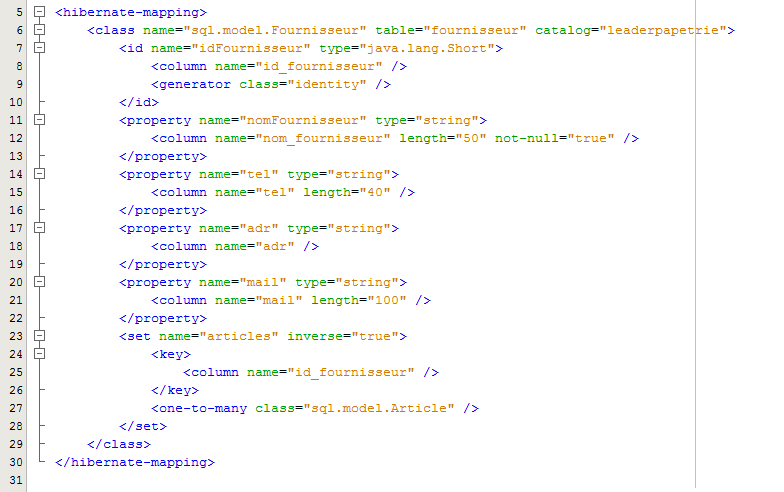 5 <hibernate-mapping>
6 <class name="sql.model.Fournisseur" table="fournisseur" catalog="leaderpapetrie">
7 <id name="idFournisseur" type="java.lang.Short">
8 <column name="id_fournisseur" />
9 <generator class="identity" />
10 </id>
11 <property name="nomFournisseur" type="string">
12 <column name="nom_fournisseur" length="50" not-null="true" />
13 </property>
14 <property name="tel" type="string">
15 <column name="tel" length="40" />
16 </property>
17 <property name="adr" type="string">
18 <column name="adr" />
19 </property>
20 <property name="mail" type="string">
21 <column name="mail" length="100" />
22 </property>
23 <set name="articles" inverse="true">
24 <key>
25 <column name="id_fournisseur" />
26 </key>
27 <one-to-many class="sql.model.Article" />
28 </set>
29 </class>
30 </hibernate-mapping>
31